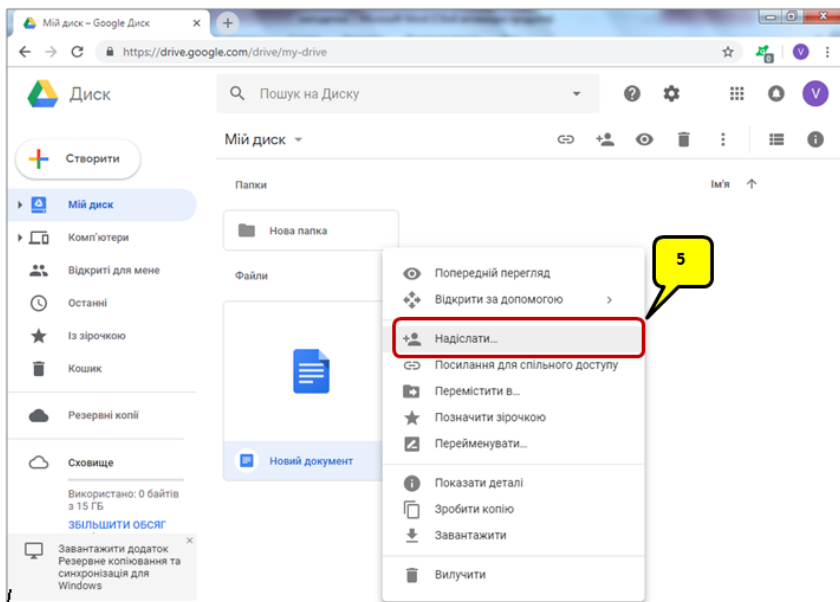 Мій диск – Google Диск
https://drive.google.com/drive/my-drive
0
V
Диск
Пошук на Диску
V
Створити
Мій диск
Мій диск
Комп'ютери
Відкриті для мене
Останні
Із зірочкою
Кошик
Резервні копії
Сховище
Використано: 0 байтів
з 15 ГБ
ЗБІЛЬШИТИ ОБСЯГ
Завантажити додаток
Резервне копіювання та
синхронізація для
Windows
Папки
Ім'я
Нова папка
Файли
Новий документ
Попередній перегляд
Відкрити за допомогою
Надіслати...
Посилання для спільного доступу
Перемістити в...
Позначити зірочкою
Перейменувати...
Показати деталі
Зробити копію
Завантажити
Вилучити
5